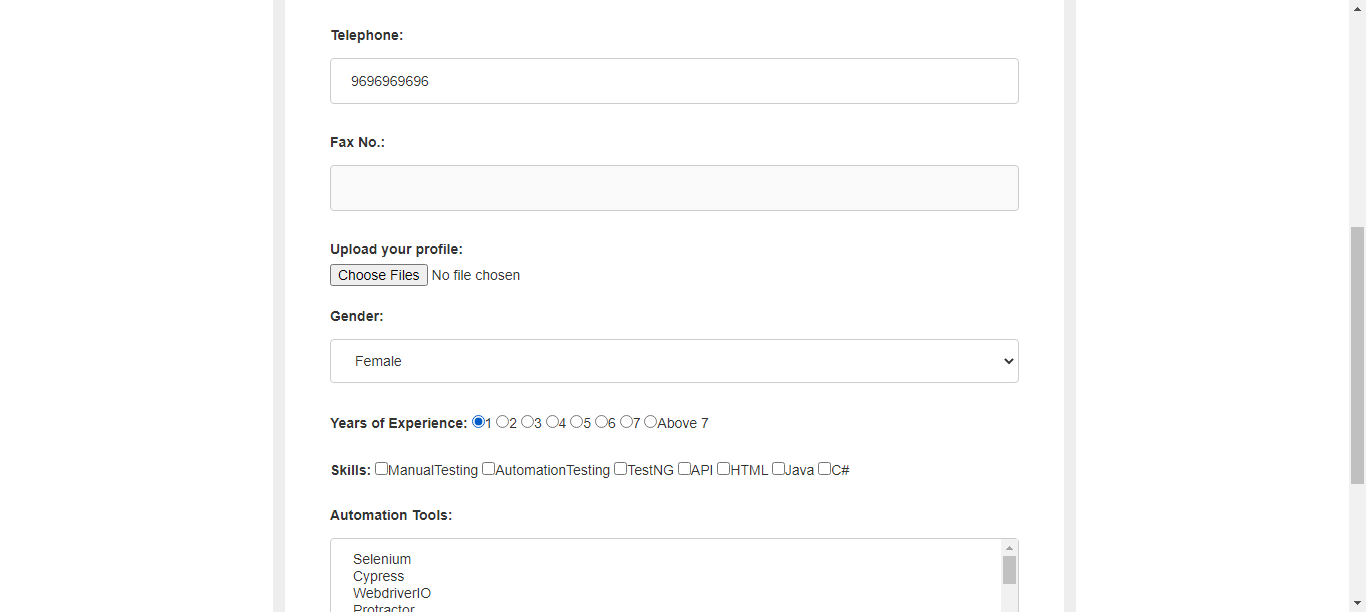 Telephone:
9696969696
Fax No.:
Upload your profile:
Choose Files No file chosen
Gender:
Female
Years of Experience: 1 2 3 4 5 6 7 Above 7
Skills: ManualTesting AutomationTesting TestNG API HTML Java C#
Automation Tools:
Selenium
Cypress
WebdriverIO
Protractor